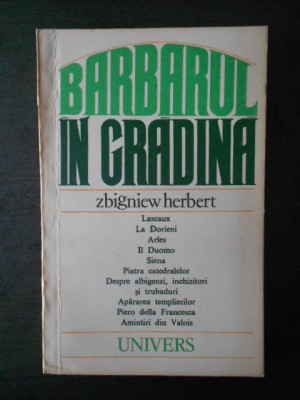 BARBARUL
IN GRADINA
zbigniew herbert
Lascaux
La Dorieni
Arles
Il Duomo
Siena
Piatra catedralelor
Despre albigenzi, inchizitori
și trubaduri
Apărarea templierilor
Piero della Francesca
Amintiri din Valois
UNIVERS